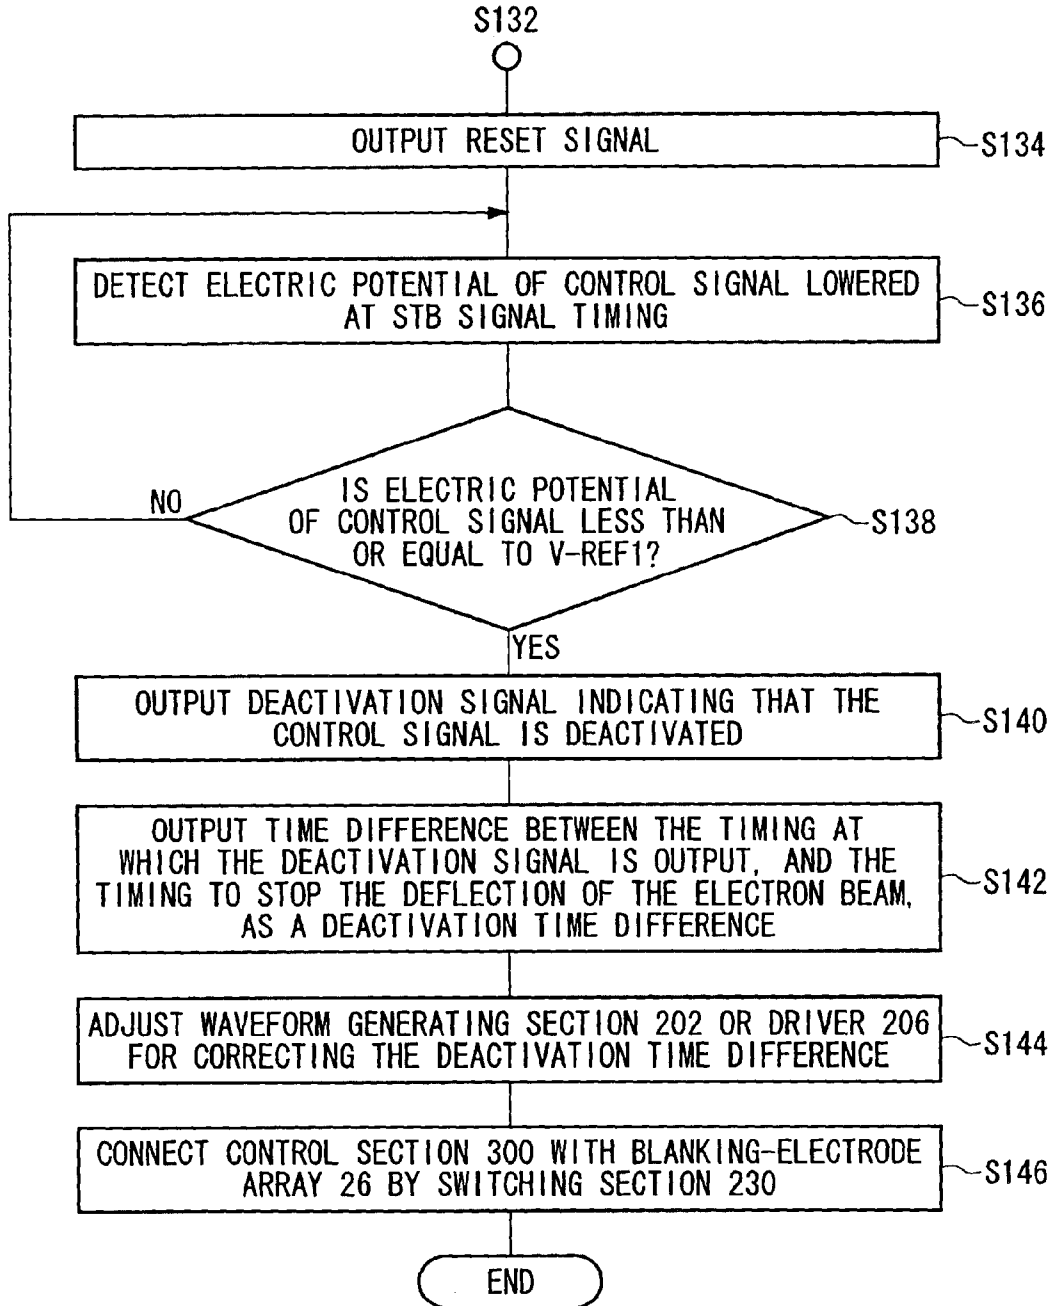 S132
OUTPUT RESET SIGNAL
S134
DETECT ELECTRIC POTENTIAL OF CONTROL SIGNAL LOWERED
AT STB SIGNAL TIMING
S136
IS ELECTRIC POTENTIAL
OF CONTROL SIGNAL LESS THAN
OR EQUAL TO V-REF1?
S138
NO
YES
OUTPUT DEACTIVATION SIGNAL INDICATING THAT THE
CONTROL SIGNAL IS DEACTIVATED
S140
OUTPUT TIME DIFFERENCE BETWEEN THE TIMING AT
WHICH THE DEACTIVATION SIGNAL IS OUTPUT, AND THE
TIMING TO STOP THE DEFLECTION OF THE ELECTRON BEAM,
AS A DEACTIVATION TIME DIFFERENCE
S142
ADJUST WAVEFORM GENERATING SECTION 202 OR DRIVER 206
FOR CORRECTING THE DEACTIVATION TIME DIFFERENCE
S144
CONNECT CONTROL SECTION 300 WITH BLANKING-ELECTRODE
ARRAY 26 BY SWITCHING SECTION 230
S146
END